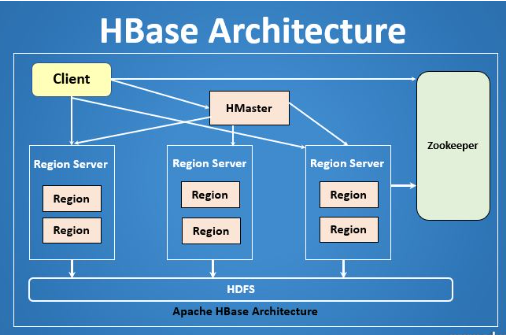 HBase Architecture
Client
HMaster
Zookeeper
Region Server
Region Server
Region Server
Region
Region
Region
Region
Region
Region
HDFS
Apache HBase Architecture